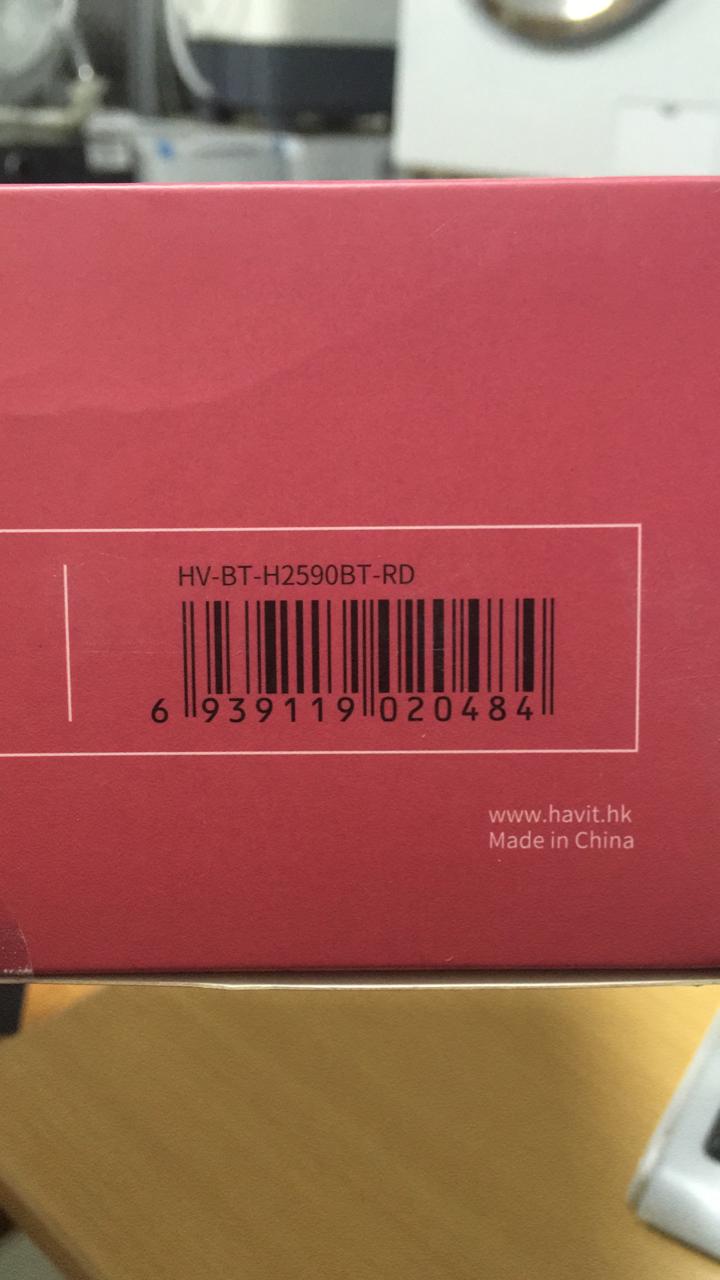 HV-BT-H2590BT-RD
6 939119 020484
www.havit.hk
Made in China